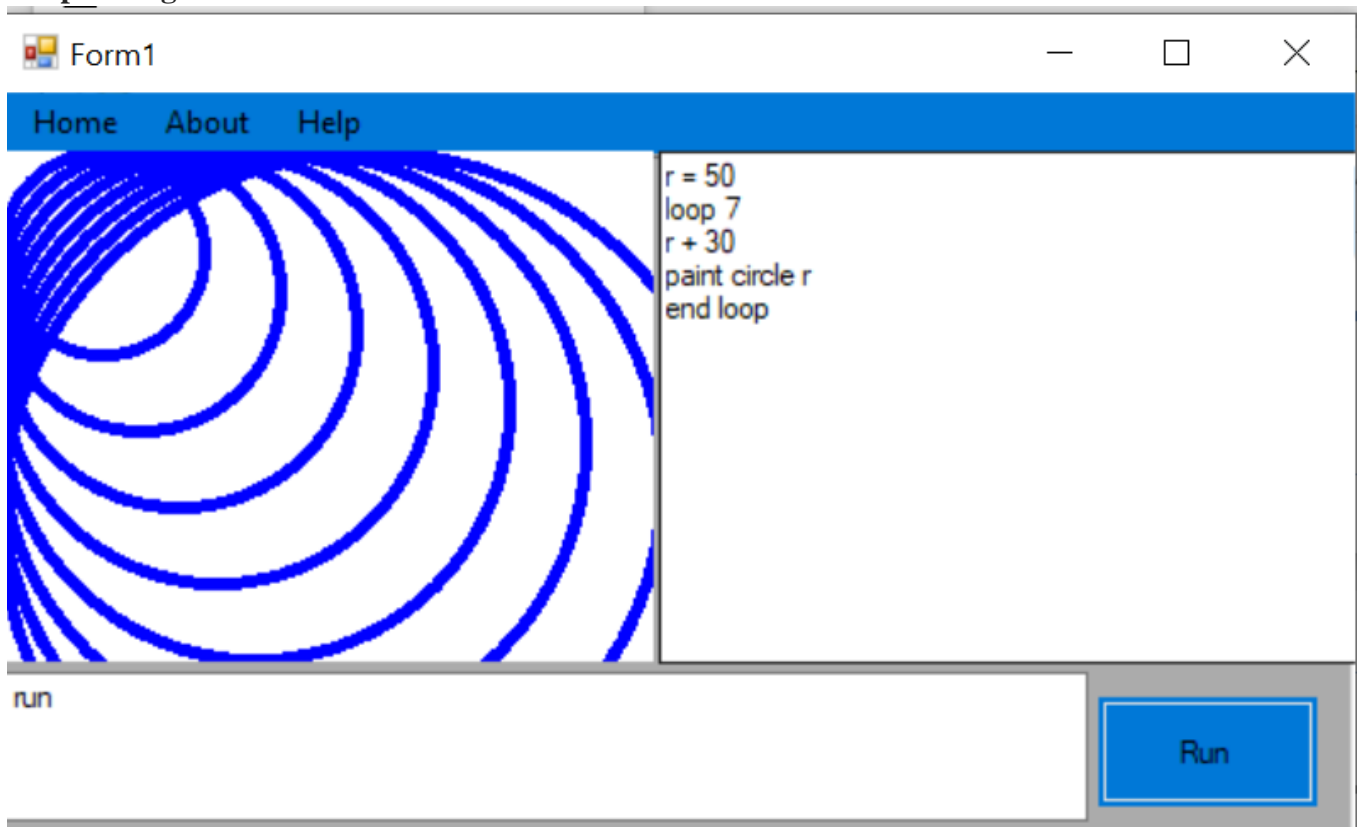 Form1
Home About Help
r = 50
loop 7
r + 30
paint circle r
end loop
run
Run